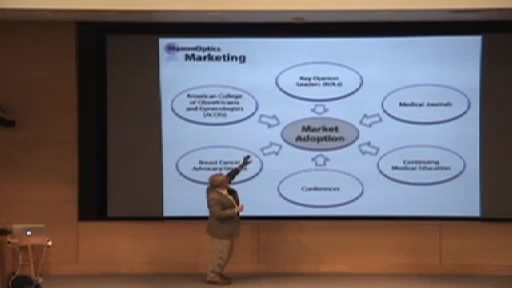 MammOptics
Marketing
Key Opinion
Leaders (KOLs)
American College
of Obstetricians
and Gynecologists
(ACOG)
Medical Journals
Market
Adoption
Breast Cancer
Advocacy
Continuing
Medical Education
Conferences